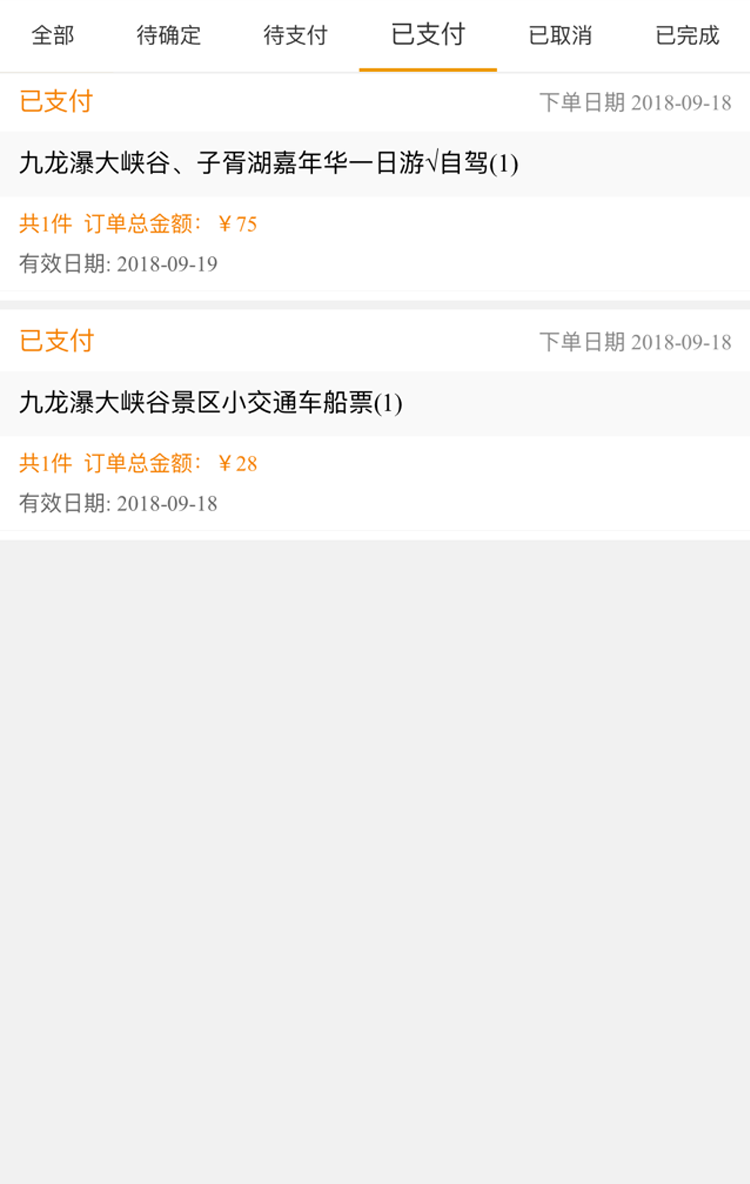 全部 待确定 待支付 已支付 已取消 已完成
已支付 下单日期 2018-09-18
九龙瀑大峡谷、子胥湖嘉年华一日游√自驾(1)
共1件 订单总金额：￥75
有效日期: 2018-09-19
已支付 下单日期 2018-09-18
九龙瀑大峡谷景区小交通车船票(1)
共1件 订单总金额：￥28
有效日期: 2018-09-18